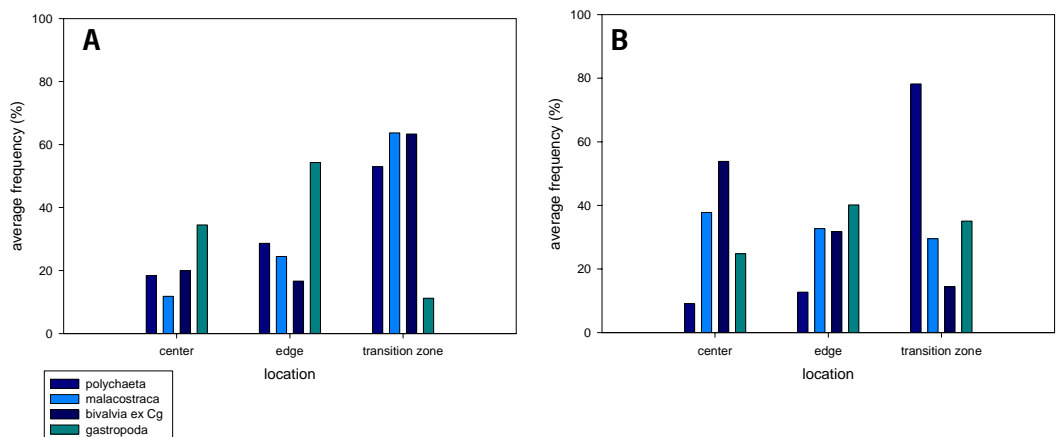 A
100
80
60
40
20
0
average frequency (%)
center edge transition zone
location
polychaeta
malacostraca
bivalvia ex Cg
gastropoda
B
100
80
60
40
20
0
average frequency (%)
center edge transition zone
location